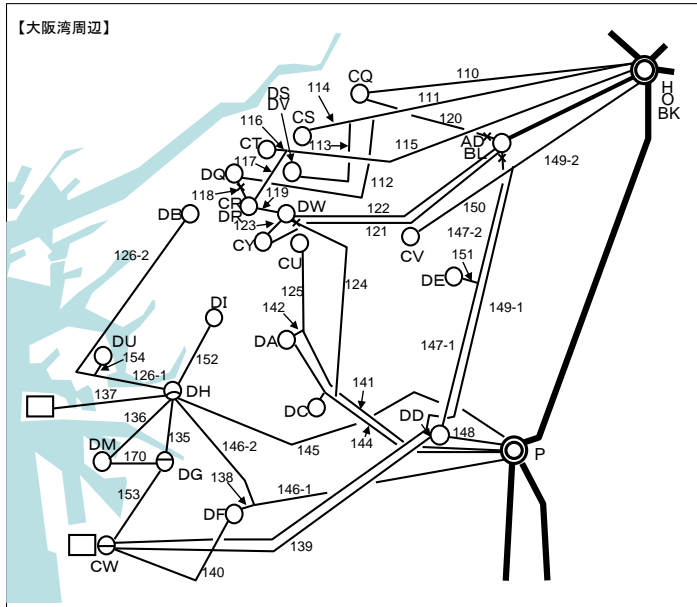 【大阪湾周辺】
CQ
110
H
O
BK
114
111
DS
DV
CS
120
116
113
AD
BL
CT
115
149-2
117
DQ
112
118
119
CR
DR
DW
122
150
DB
123
121
147-2
CY
CV
CU
151
126-2
124
DE
125
149-1
142
DI
DU
DA
147-1
154
152
126-1
141
137
DH
DC
DD
136
144
148
135
145
P
DM
170
146-2
DG
138
146-1
153
DF
139
CW
140